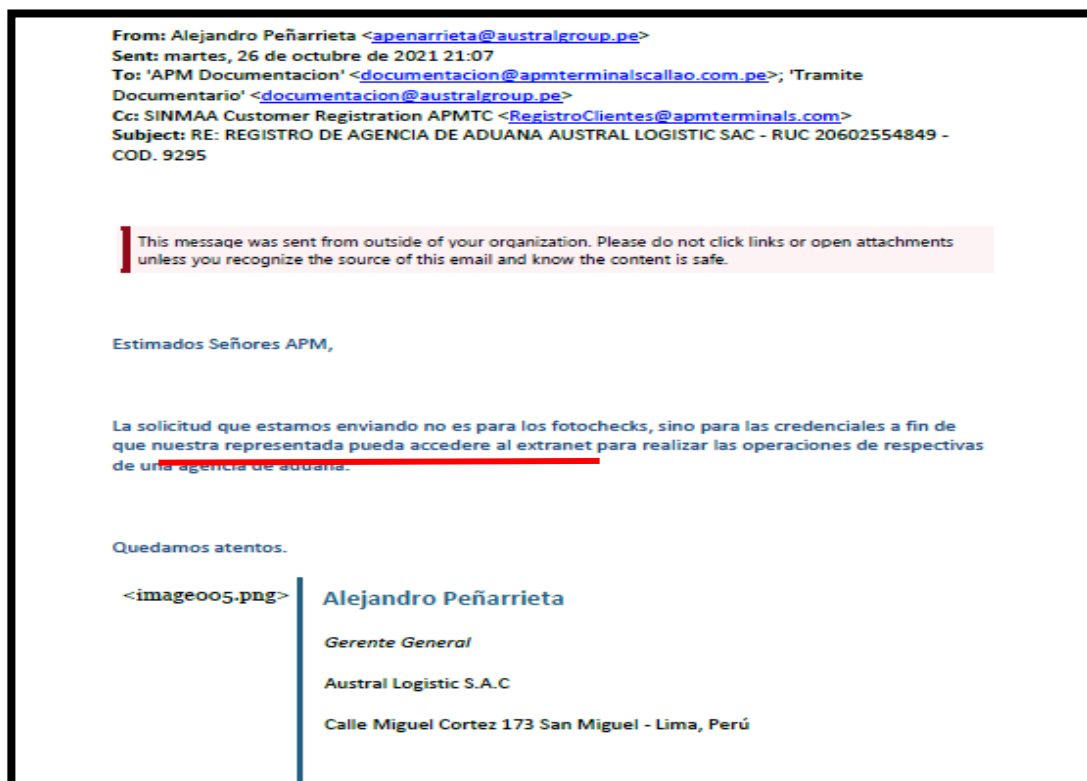 From: Alejandro Peñarrieta <apenarrieta@australgroup.pe>
Sent: martes, 26 de octubre de 2021 21:07
To: 'APM Documentacion' <documentacion@apmterminalscallao.com.pe>; 'Tramite
Documentario' <documentacion@australgroup.pe>
Cc: SINMAA Customer Registration APMTC <RegistroClientes@apmterminals.com>
Subject: RE: REGISTRO DE AGENCIA DE ADUANA AUSTRAL LOGISTIC SAC - RUC 20602554849 -
COD. 9295
This message was sent from outside of your organization. Please do not click links or open attachments
unless you recognize the source of this email and know the content is safe.
Estimados Señores APM,
La solicitud que estamos enviando no es para los fotochecks, sino para las credenciales a fin de
que nuestra representada pueda accedere al extranet para realizar las operaciones de respectivas
de una agencia de aduana.
Quedamos atentos.
<image005.png>
Alejandro Peñarrieta
Gerente General
Austral Logistic S.A.C
Calle Miguel Cortez 173 San Miguel - Lima, Perú